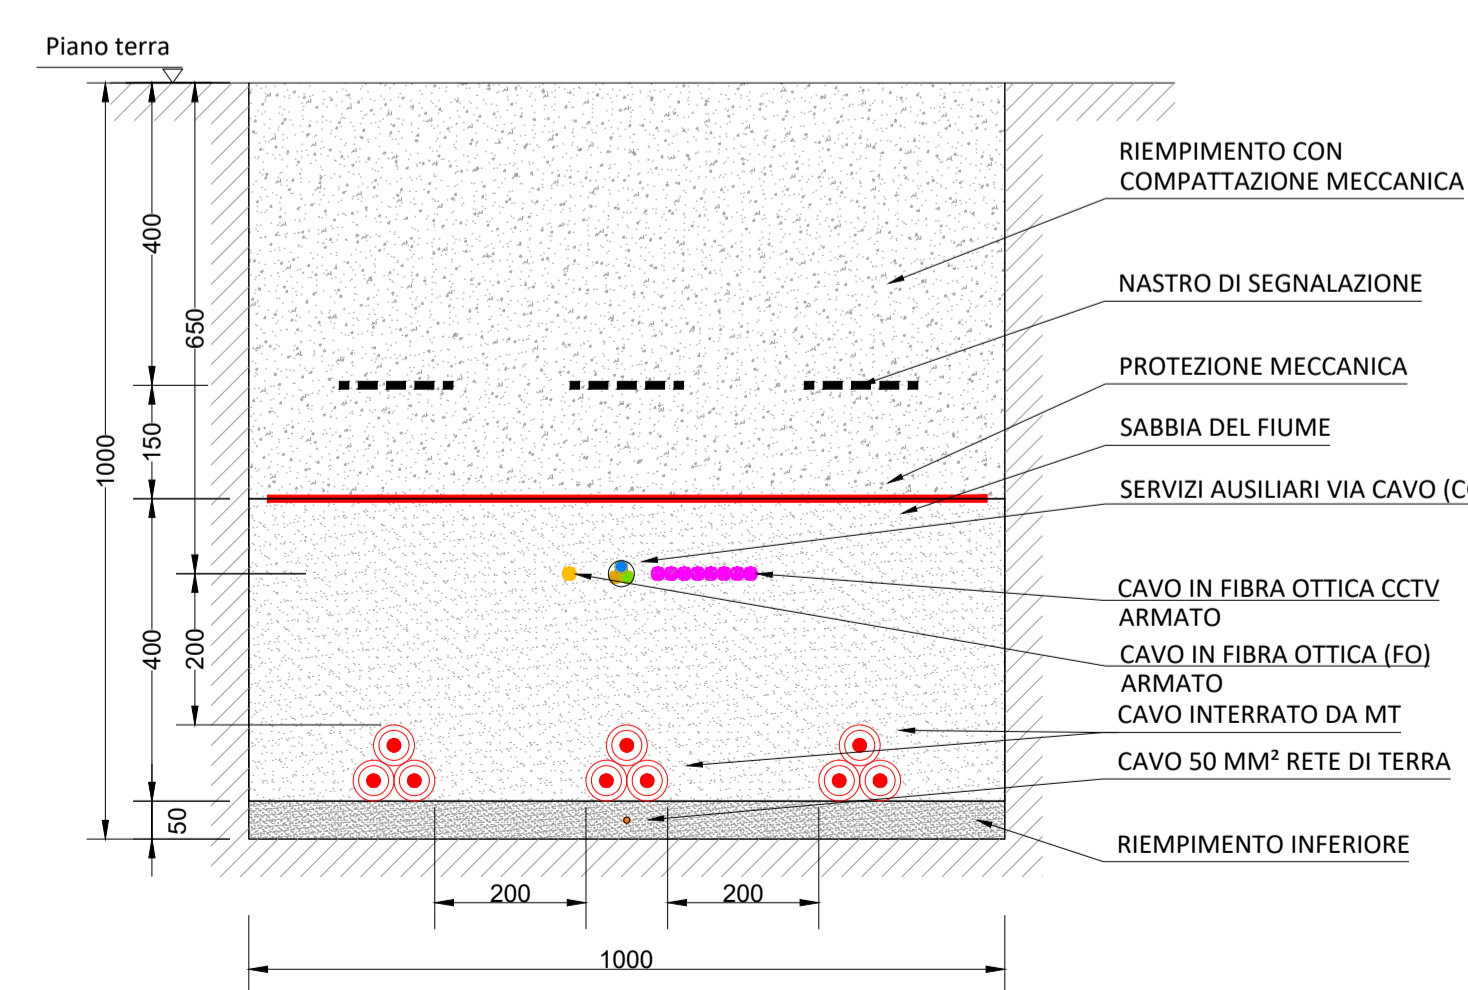 Piano terra
RIEMPIMENTO CON
COMPATTAZIONE MECCANICA
400
NASTRO DI SEGNALAZIONE
650
PROTEZIONE MECCANICA
SABBIA DEL FIUME
150
1000
SERVIZI AUSILIARI VIA CAVO
CAVO IN FIBRA OTTICA CCTV
ARMATO
400
200
CAVO IN FIBRA OTTICA (FO)
ARMATO
CAVO INTERRATO DA MT
CAVO 50 MM² RETE DI TERRA
50
RIEMPIMENTO INFERIORE
200
200
1000